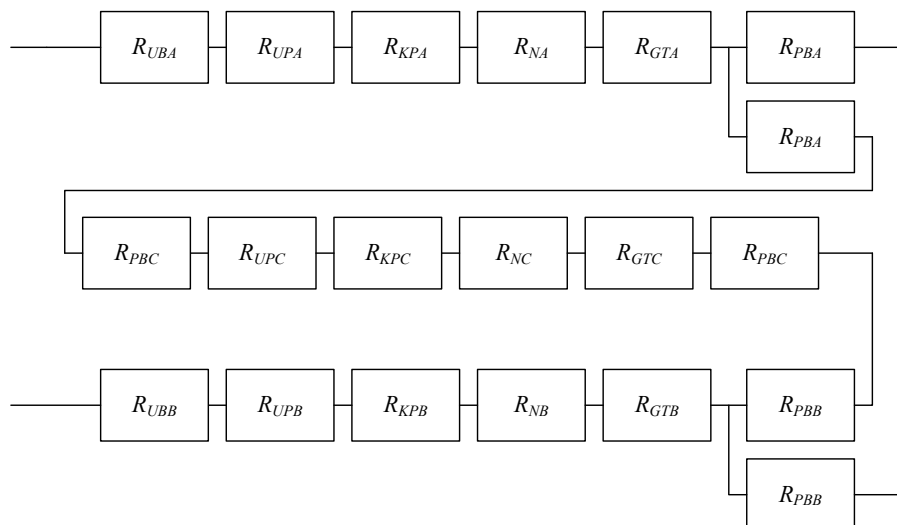 R_UBA R_UPA R_KPA R_NA R_GTA R_PBA
R_PBA
R_PBC R_UPC R_KPC R_NC R_GTC R_PBC
R_UBB R_UPB R_KPB R_NB R_GTB R_PBB
R_PBB